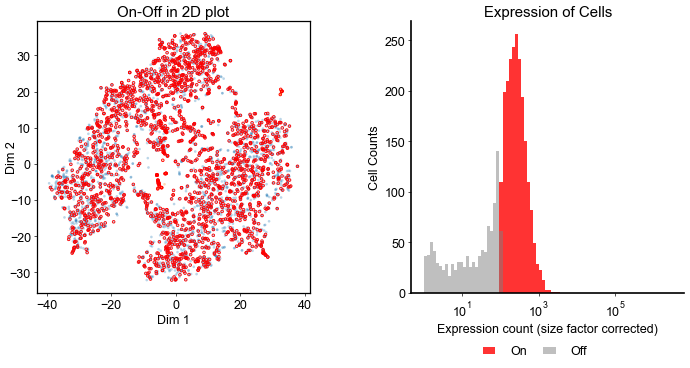 On-Off in 2D plot
Expression of Cells
30
20
10
0
−10
−20
−30
Dim 2
−40
−20
0
20
40
Dim 1
250
200
150
100
50
0
Cell Counts
10¹
10³
10⁵
Expression count (size factor corrected)
On
Off